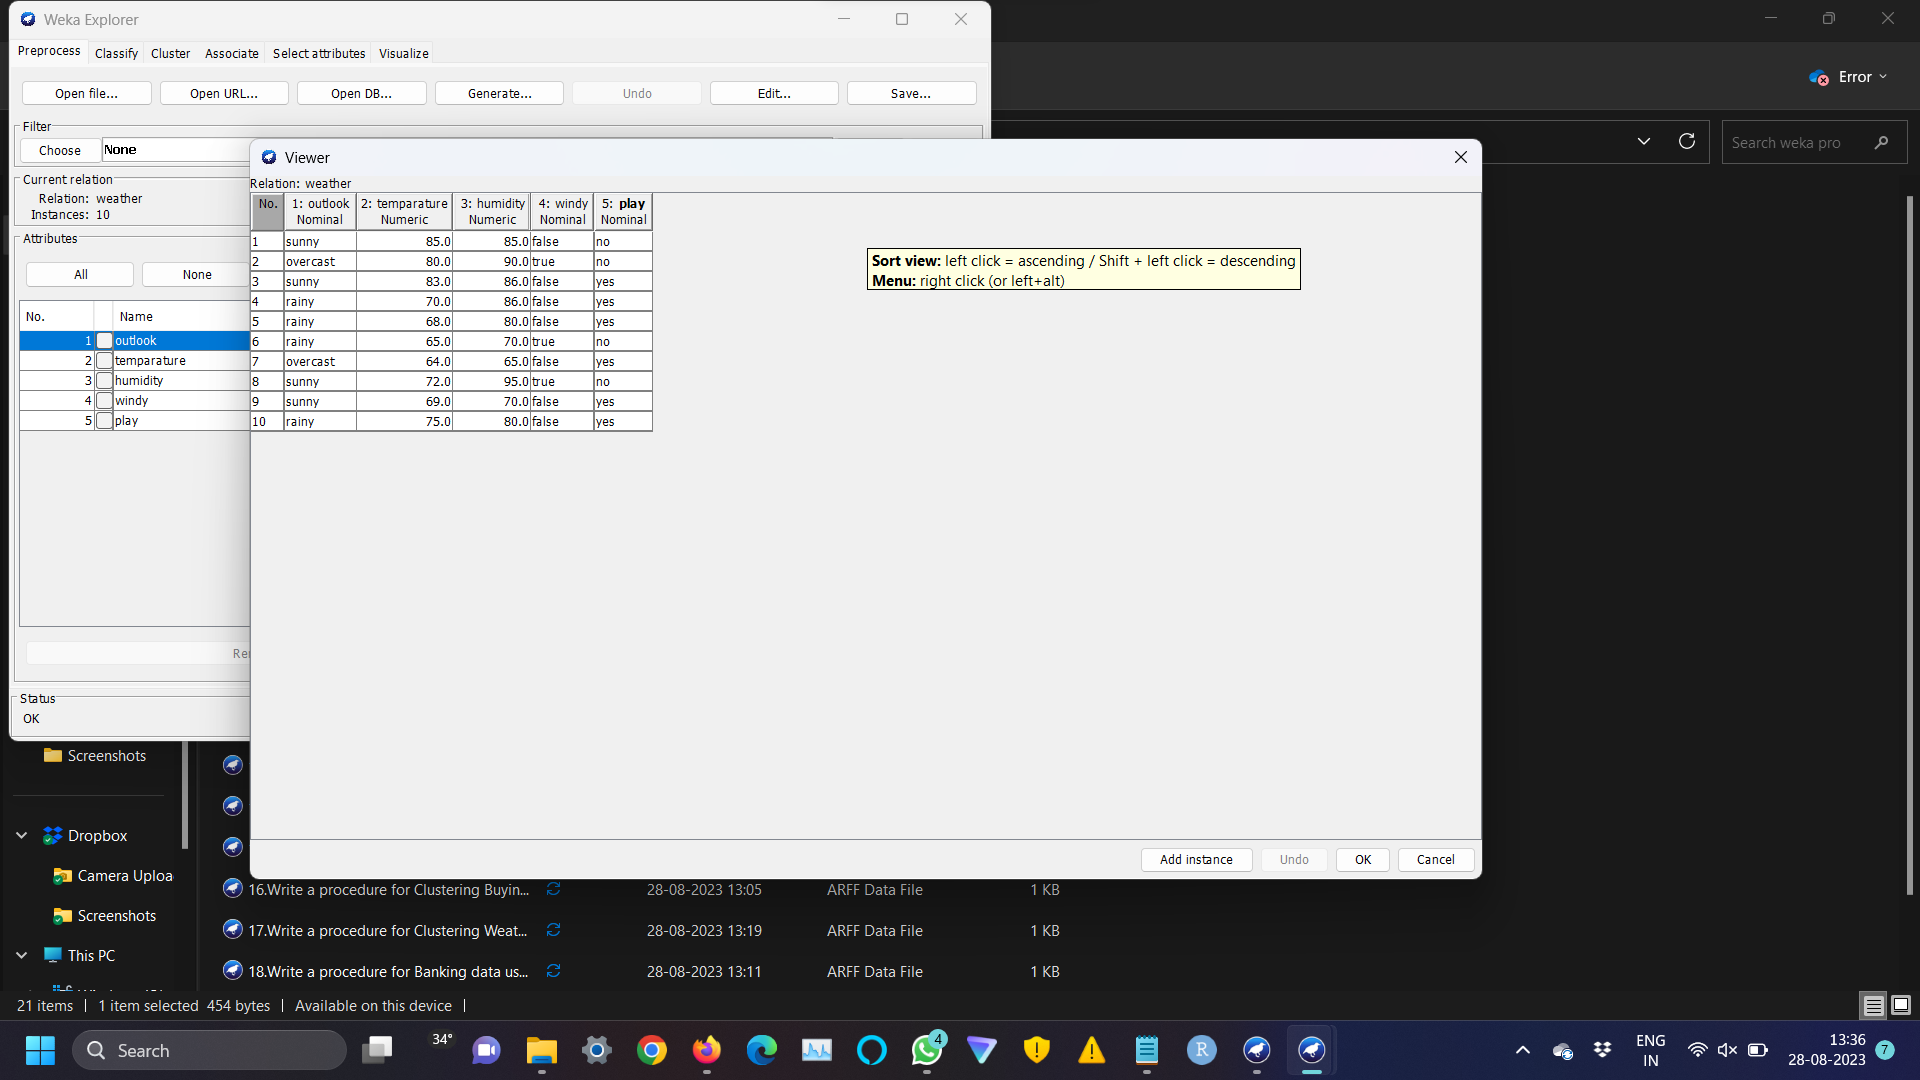 Weka Explorer
Preprocess Classify Cluster Associate Select attributes Visualize
Open file... Open URL... Open DB... Generate... Undo Edit... Save...
Filter
Choose None
Current relation
Relation: weather
Instances: 10
Attributes
All None
No. Name
1 outlook
2 temparature
3 humidity
4 windy
5 play
Status
OK
Error
Search weka pro
Viewer
Relation: weather
No. 1: outlook 2: temparature 3: humidity 4: windy 5: play
Nominal Numeric Numeric Nominal Nominal
1 sunny 85.0 85.0 false no
2 overcast 80.0 90.0 true no
3 sunny 83.0 86.0 false yes
4 rainy 70.0 86.0 false yes
5 rainy 68.0 80.0 false yes
6 rainy 65.0 70.0 true no
7 overcast 64.0 65.0 false yes
8 sunny 72.0 95.0 true no
9 sunny 69.0 70.0 false yes
10 rainy 75.0 80.0 false yes
Sort view: left click = ascending / Shift + left click = descending
Menu: right click (or left+alt)
Add instance Undo OK Cancel
Screenshots
Dropbox
Camera Uploa
Screenshots
This PC
16.Write a procedure for Clustering Buyin... 28-08-2023 13:05 ARFF Data File 1 KB
17.Write a procedure for Clustering Weat... 28-08-2023 13:19 ARFF Data File 1 KB
18.Write a procedure for Banking data us... 28-08-2023 13:11 ARFF Data File 1 KB
21 items 1 item selected 454 bytes Available on this device
Search
34°
4
R
ENG
IN
13:36
28-08-2023
7